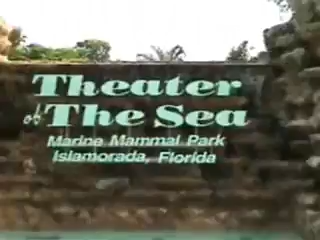 Theater
of The Sea
Marine Mammal Park
Islamorada, Florida